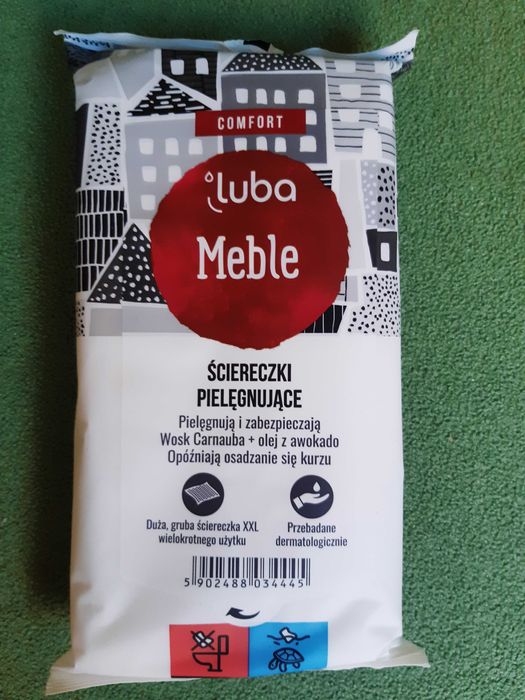 COMFORT
luba
Meble
ŚCIERECZKI
PIELĘGNUJĄCE
Pielęgnują i zabezpieczają
Wosk Carnauba + olej z awokado
Opóźniają osadzanie się kurzu
Duża, gruba ściereczka XXL
wielokrotnego użytku
Przebadane
dermatologicznie
5 902488 034445